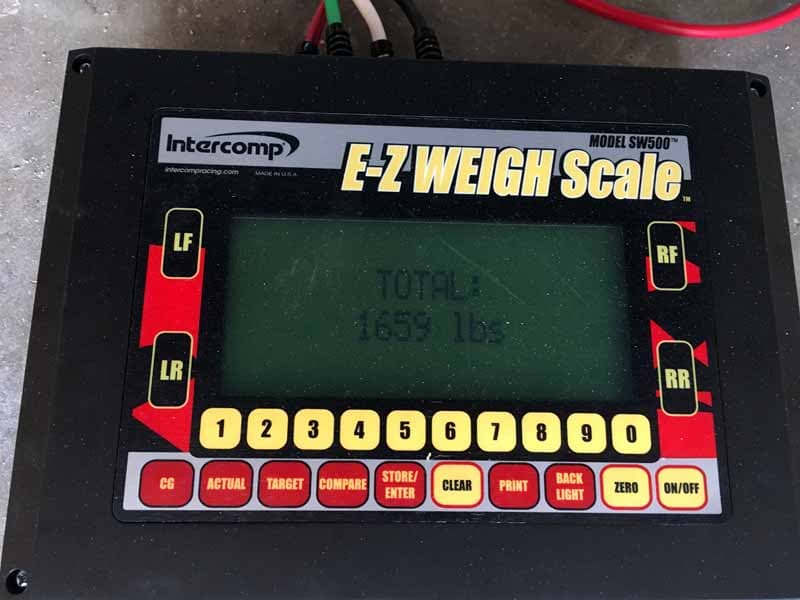 Intercomp®
intercompracing.com MADE IN U.S.A.
MODEL SW500™
E-Z WEIGH Scale™
LF
RF
TOTAL:
1659 lbs
LR
RR
1 2 3 4 5 6 7 8 9 0
CG ACTUAL TARGET COMPARE STORE/ENTER CLEAR PRINT BACK LIGHT ZERO ON/OFF